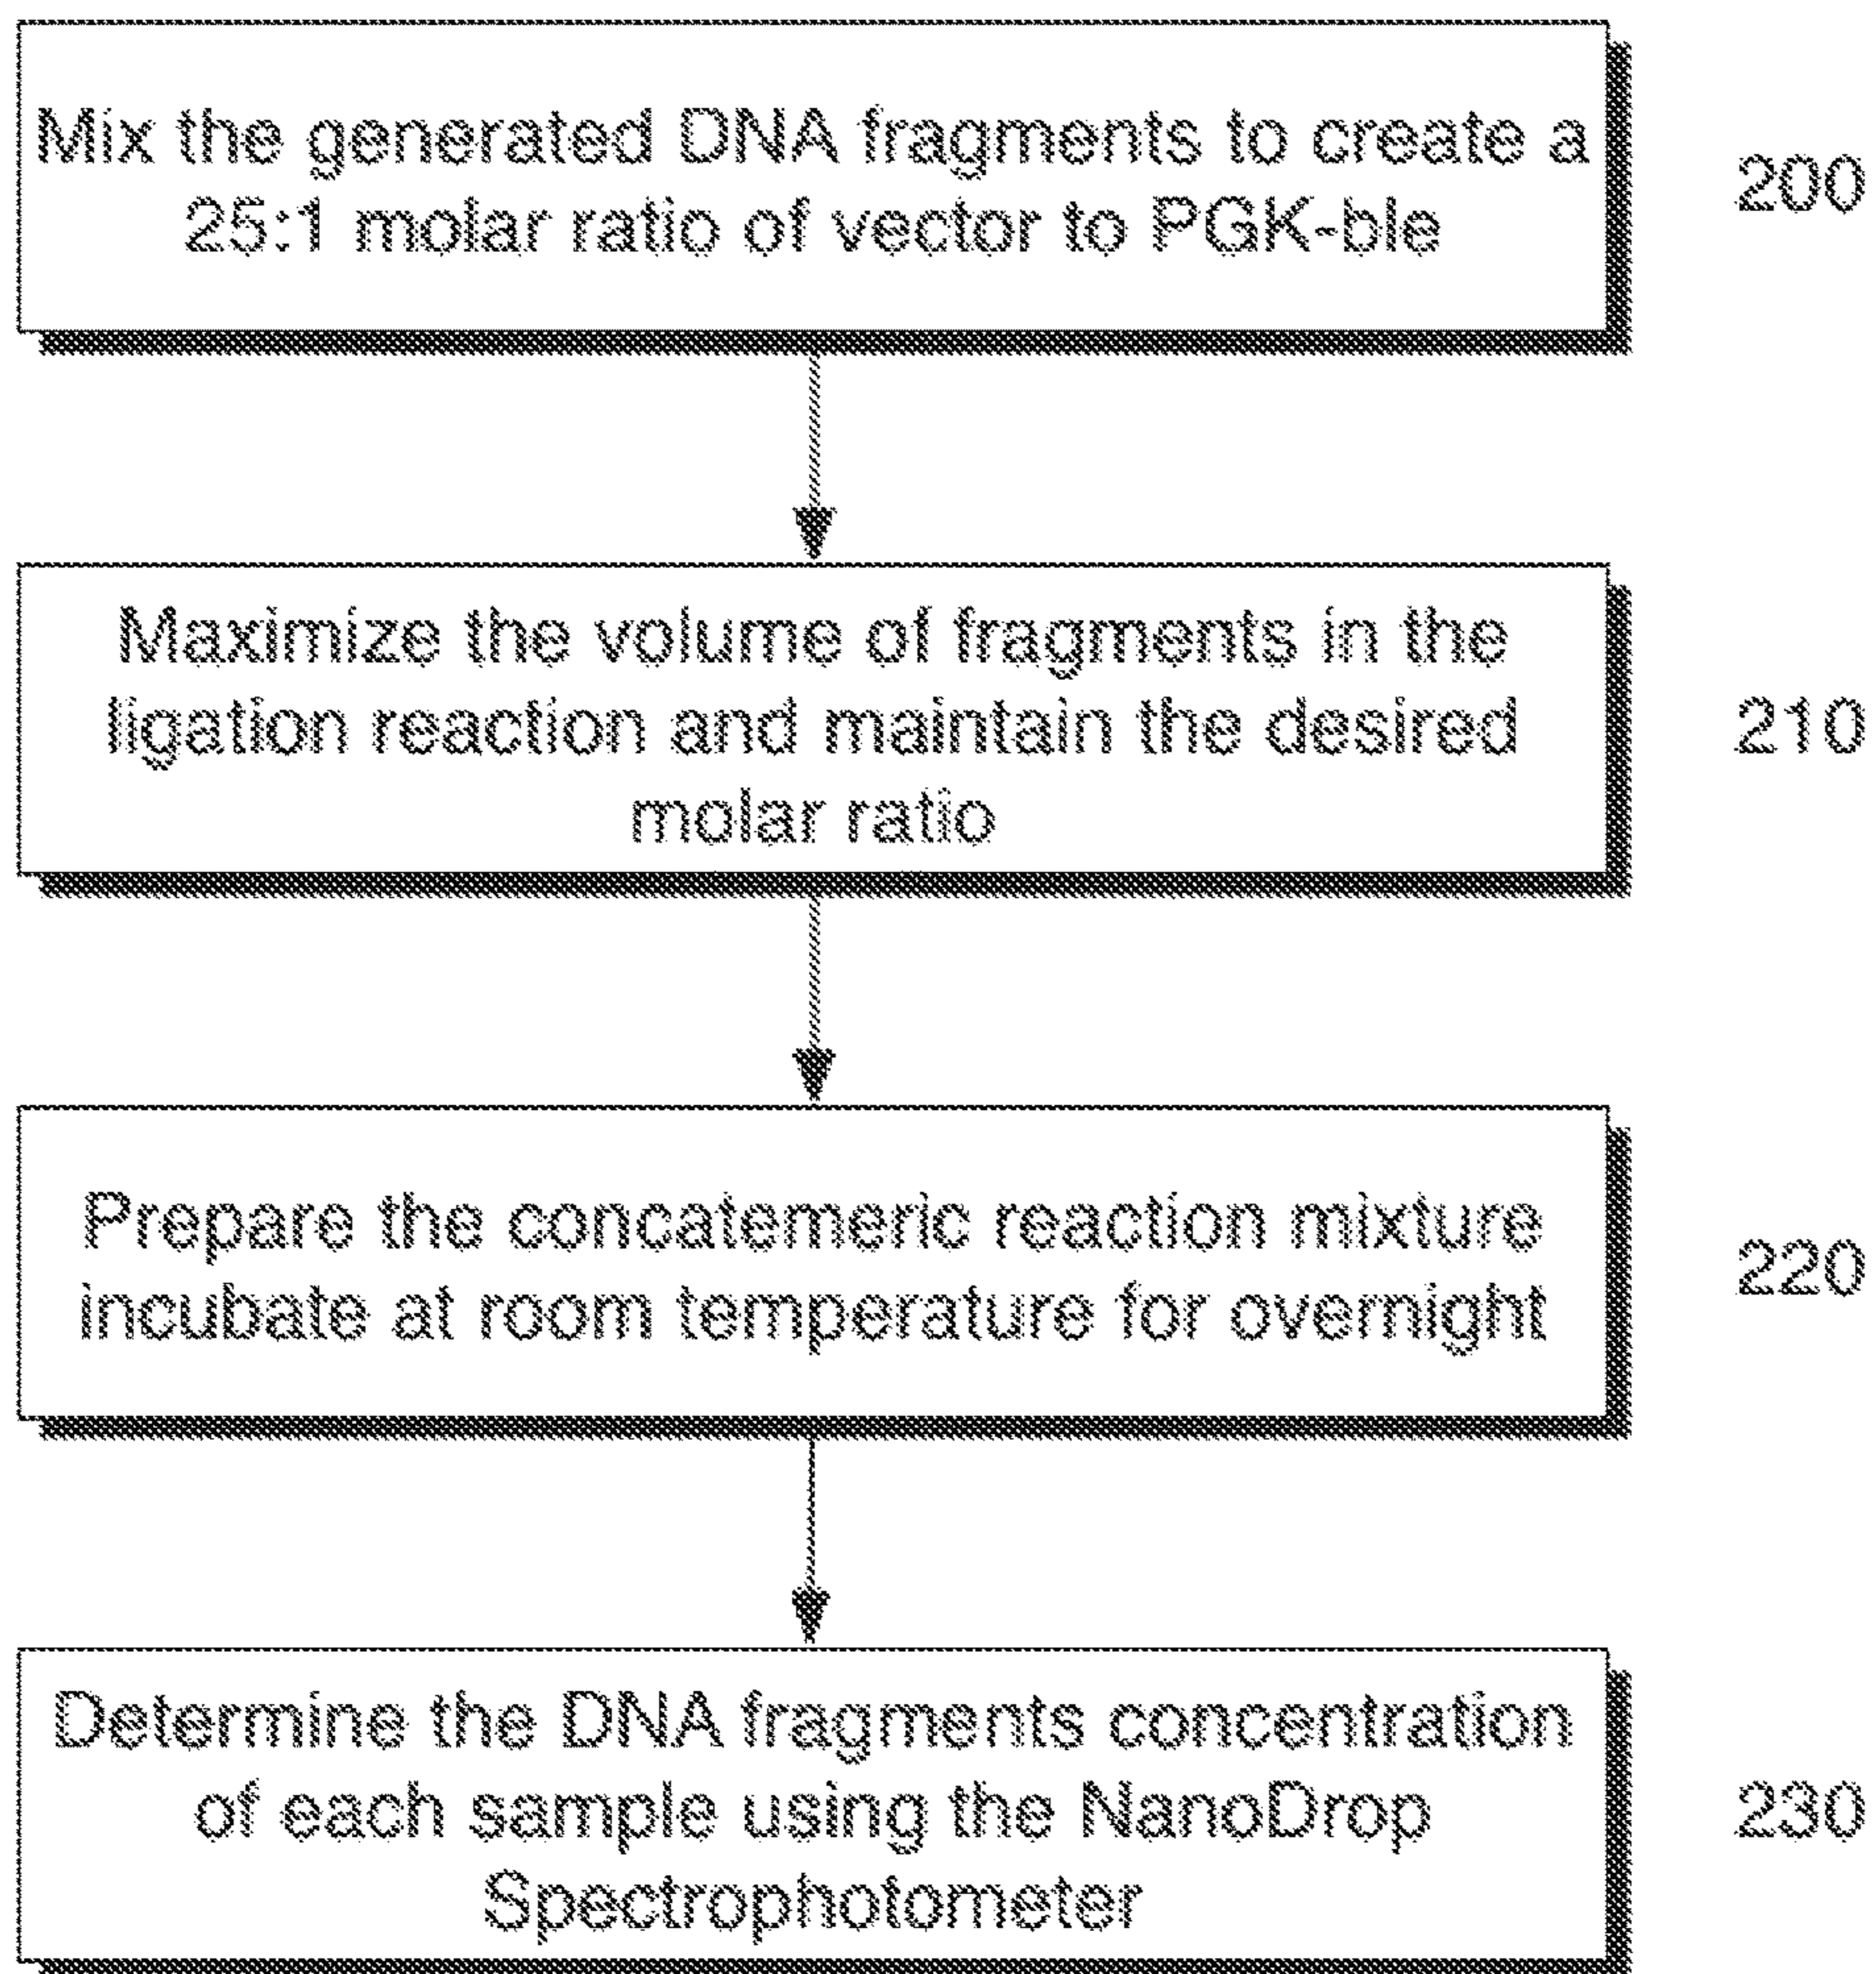 Mix the generated DNA fragments to create a
25:1 molar ratio of vector to PGK-ble
200
Maximize the volume of fragments in the
ligation reaction and maintain the desired
molar ratio
210
Prepare the concatemeric reaction mixture
incubate at room temperature for overnight
220
Determine the DNA fragments concentration
of each sample using the NanoDrop
Spectrophotometer
230